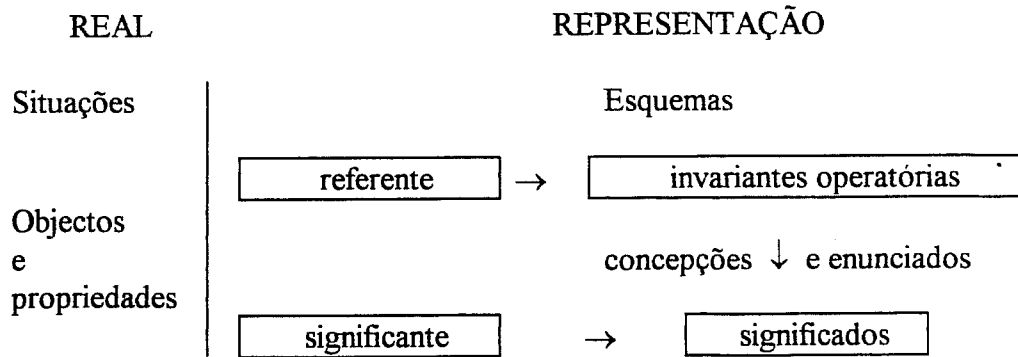 REAL REPRESENTAÇÃO
Situações Esquemas
referente → invariantes operatórias
Objectos
e concepções ↓ e enunciados
propriedades
significante → significados